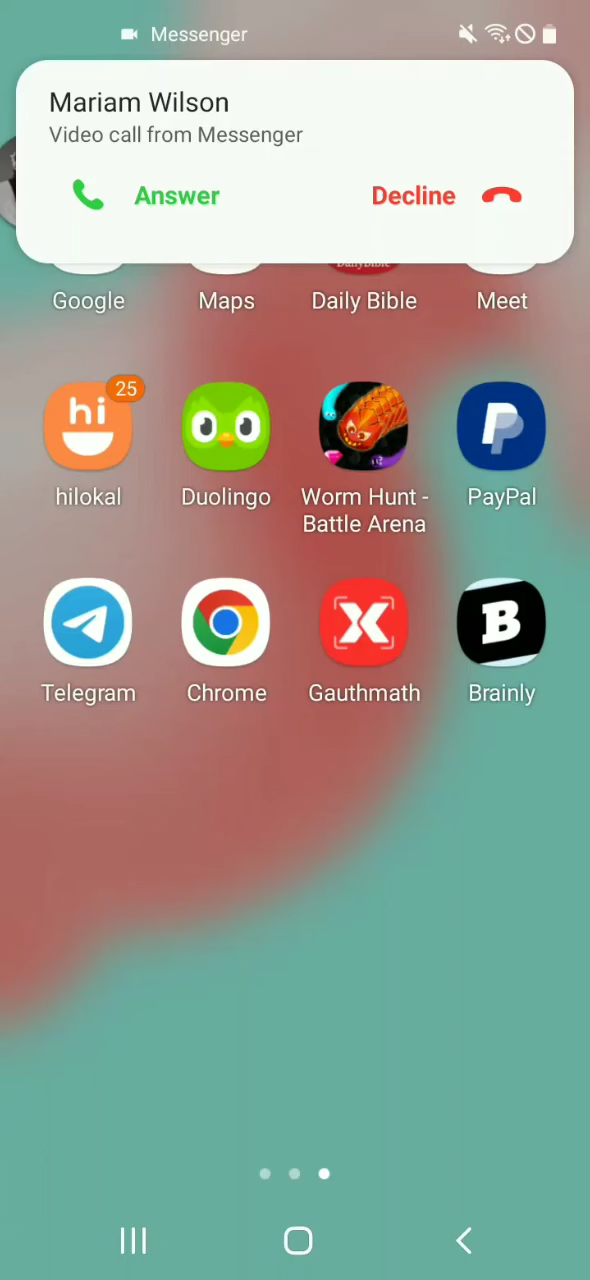 Messenger
Mariam Wilson
Video call from Messenger
Answer Decline
Google Maps Daily Bible Meet
25
hi
hilokal Duolingo Worm Hunt - Battle Arena PayPal
B
Telegram Chrome Gauthmath Brainly